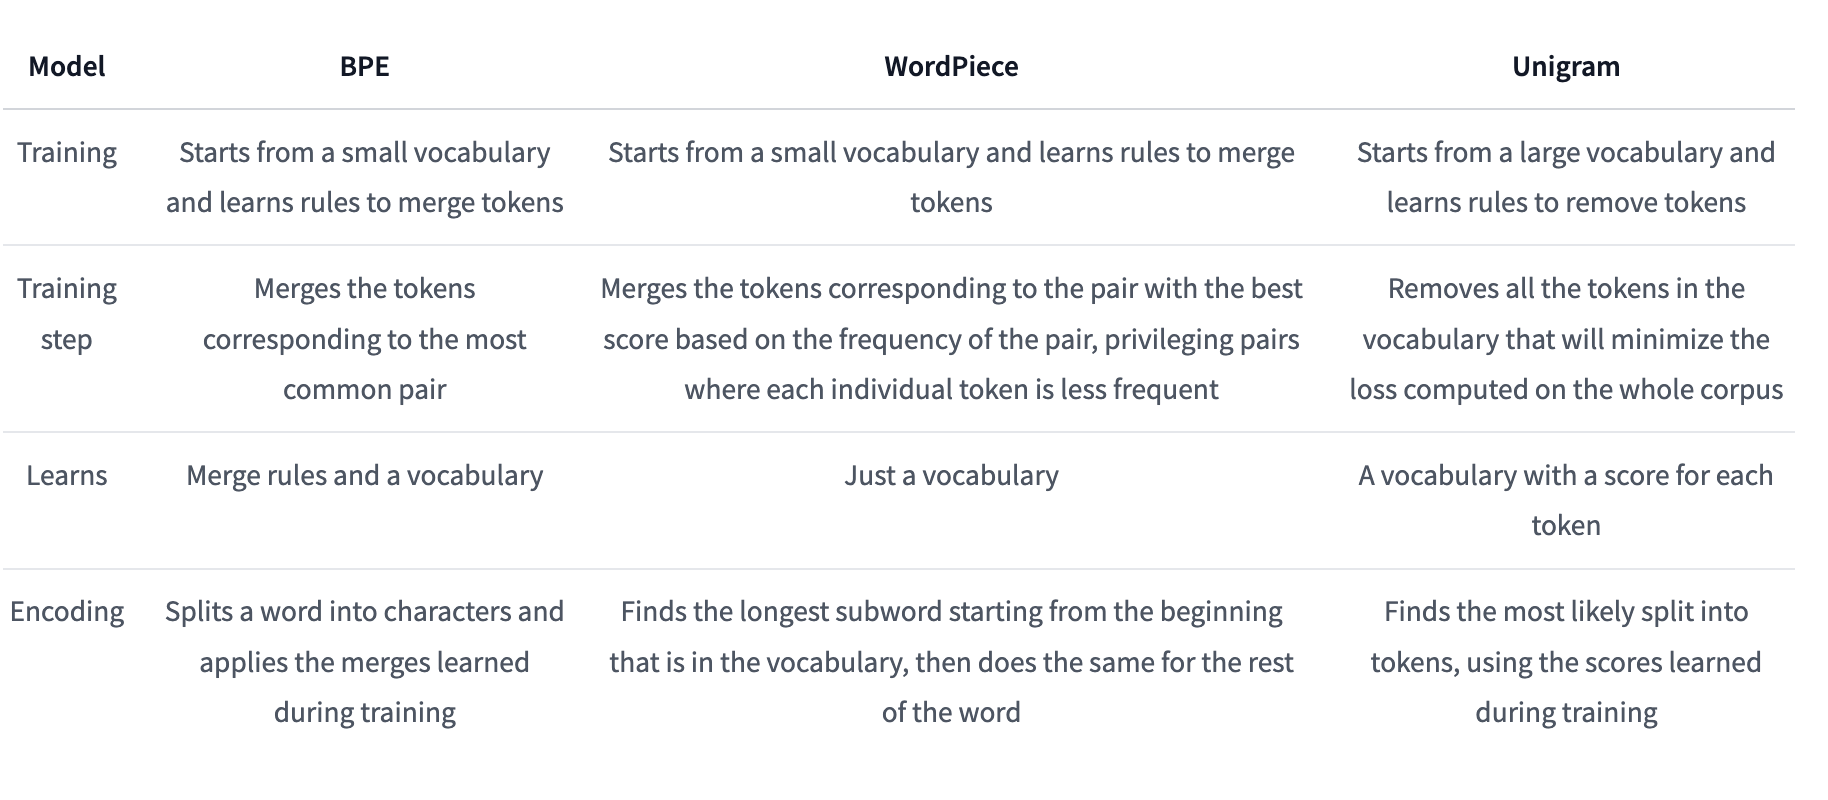 Model BPE WordPiece Unigram
Training Starts from a small vocabulary Starts from a small vocabulary and learns rules to merge Starts from a large vocabulary and
and learns rules to merge tokens tokens learns rules to remove tokens
Training Merges the tokens Merges the tokens corresponding to the pair with the best Removes all the tokens in the
step corresponding to the most score based on the frequency of the pair, privileging pairs vocabulary that will minimize the
common pair where each individual token is less frequent loss computed on the whole corpus
Learns Merge rules and a vocabulary Just a vocabulary A vocabulary with a score for each
token
Encoding Splits a word into characters and Finds the longest subword starting from the beginning Finds the most likely split into
applies the merges learned that is in the vocabulary, then does the same for the rest tokens, using the scores learned
during training of the word during training